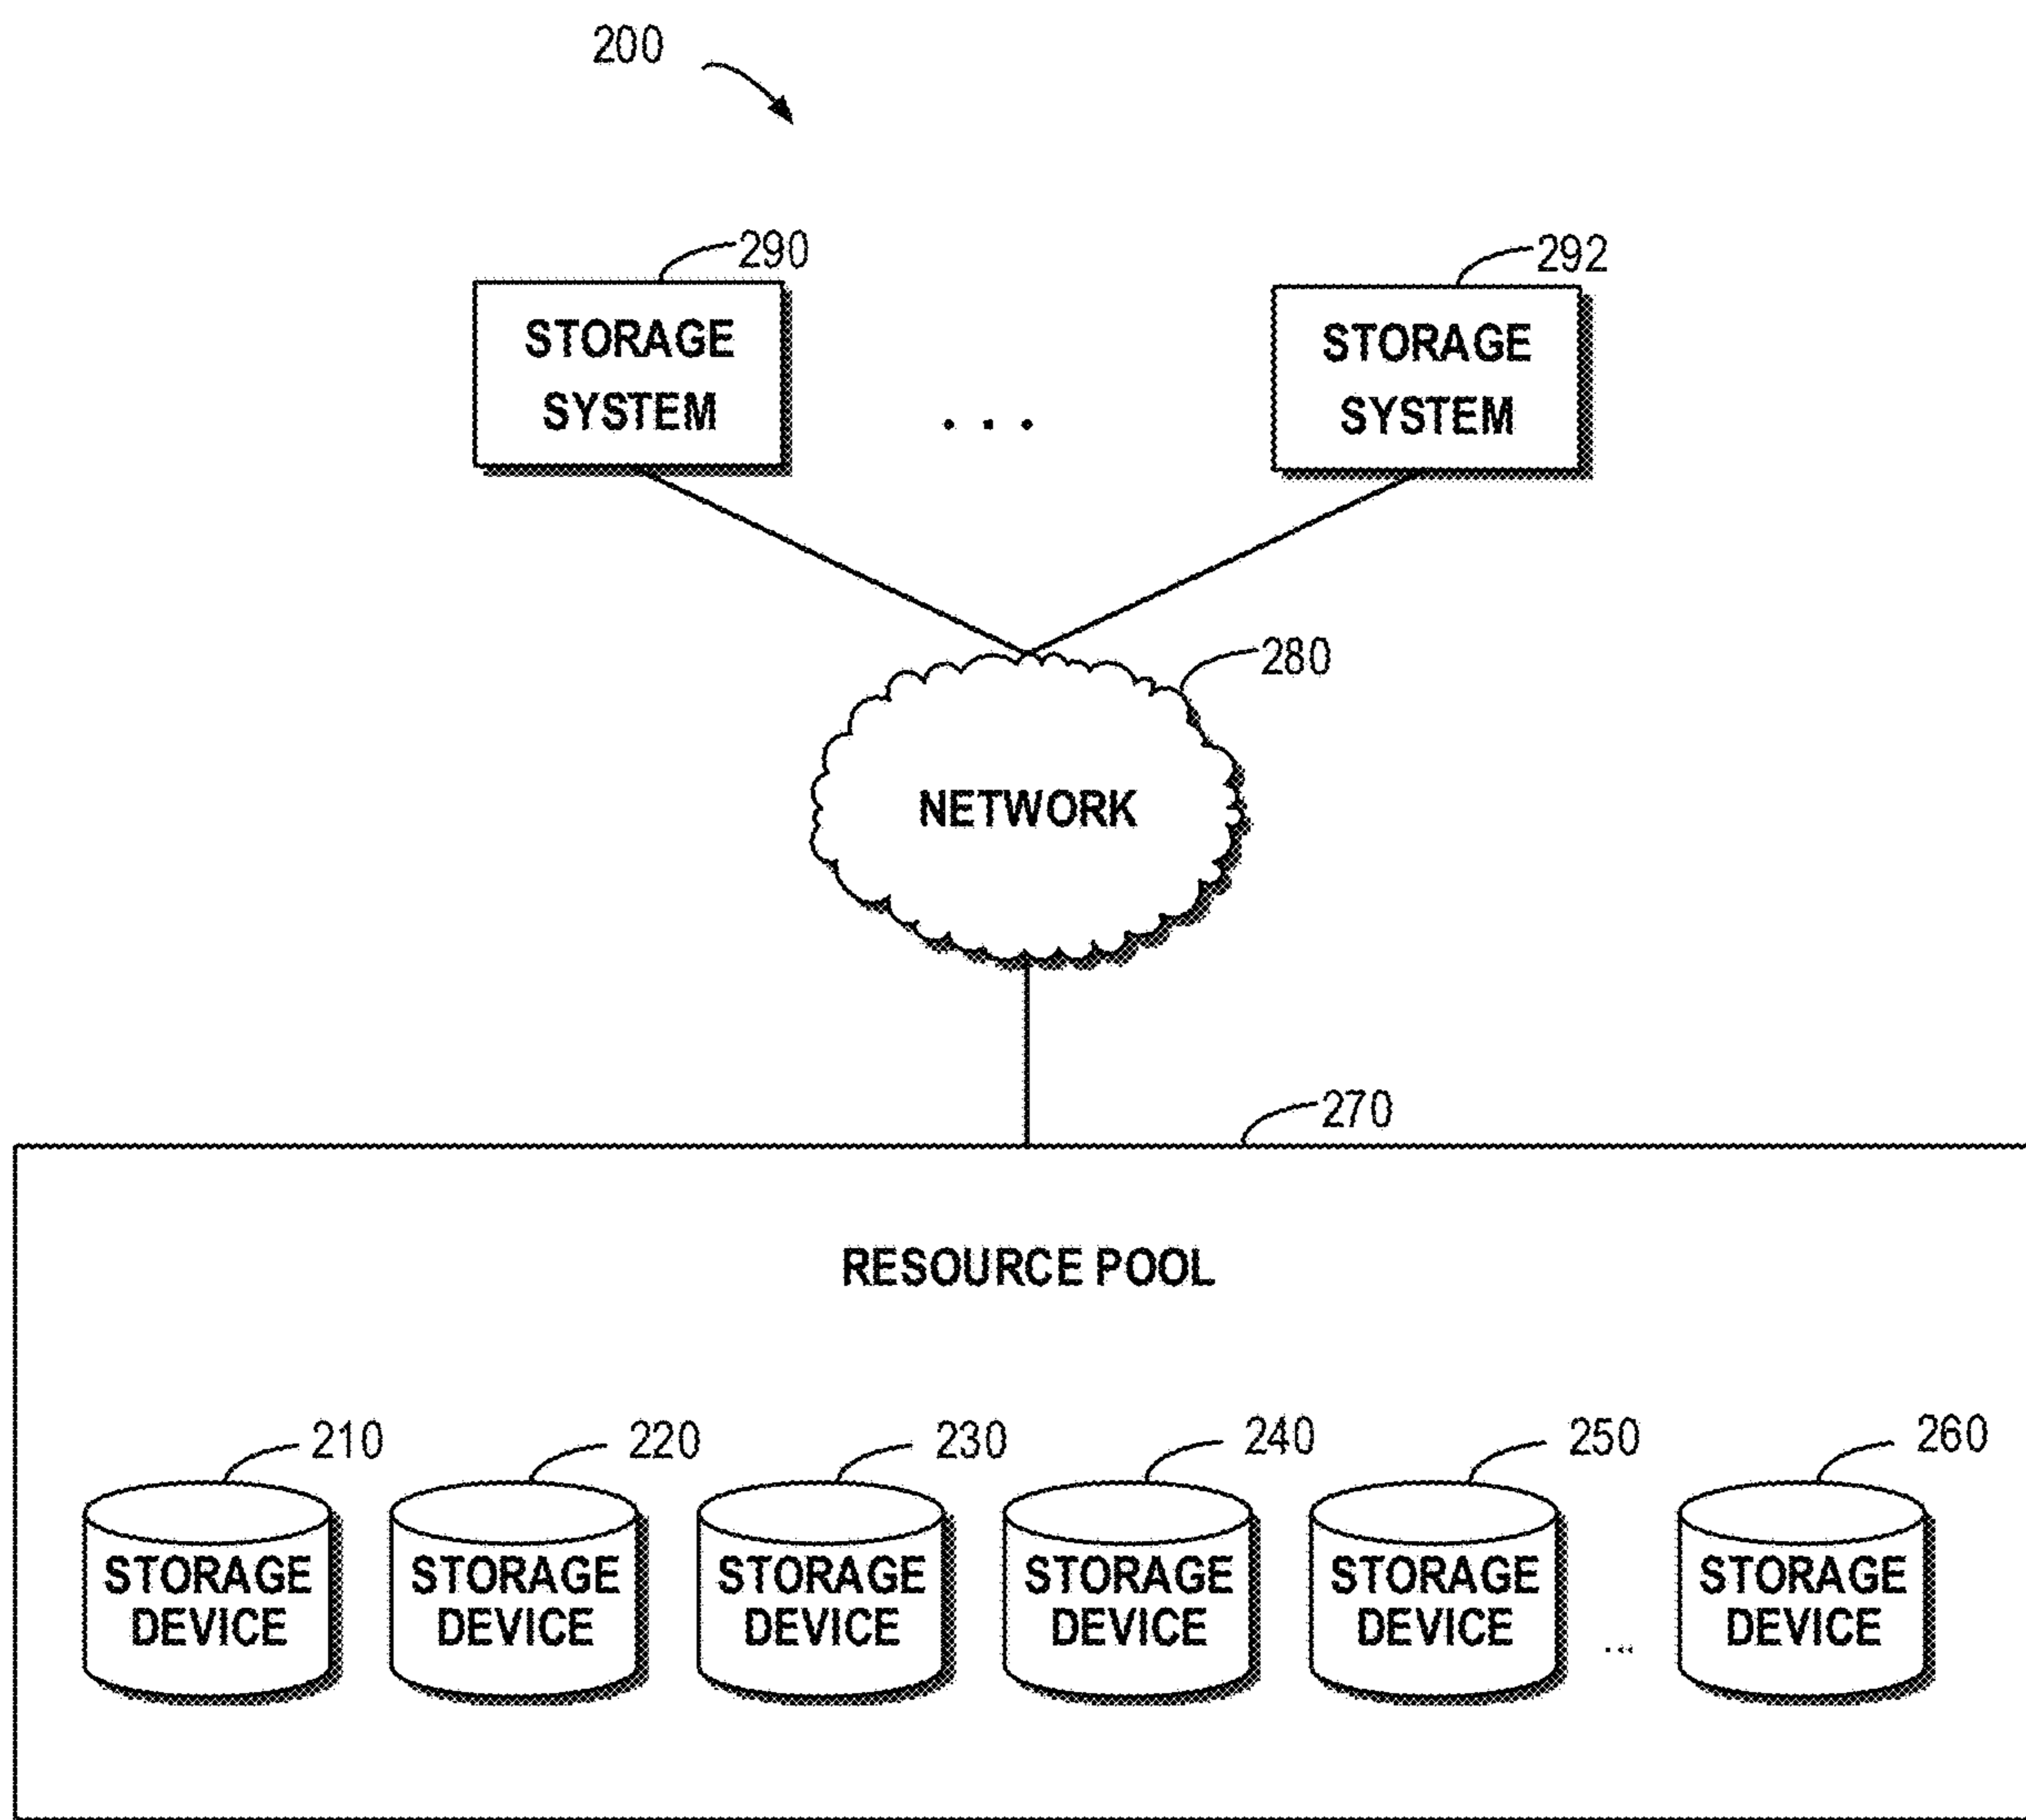 200
290
292
STORAGE
SYSTEM
. . .
STORAGE
SYSTEM
280
NETWORK
270
RESOURCE POOL
210
220
230
240
250
260
STORAGE
DEVICE
STORAGE
DEVICE
STORAGE
DEVICE
STORAGE
DEVICE
STORAGE
DEVICE
...
STORAGE
DEVICE